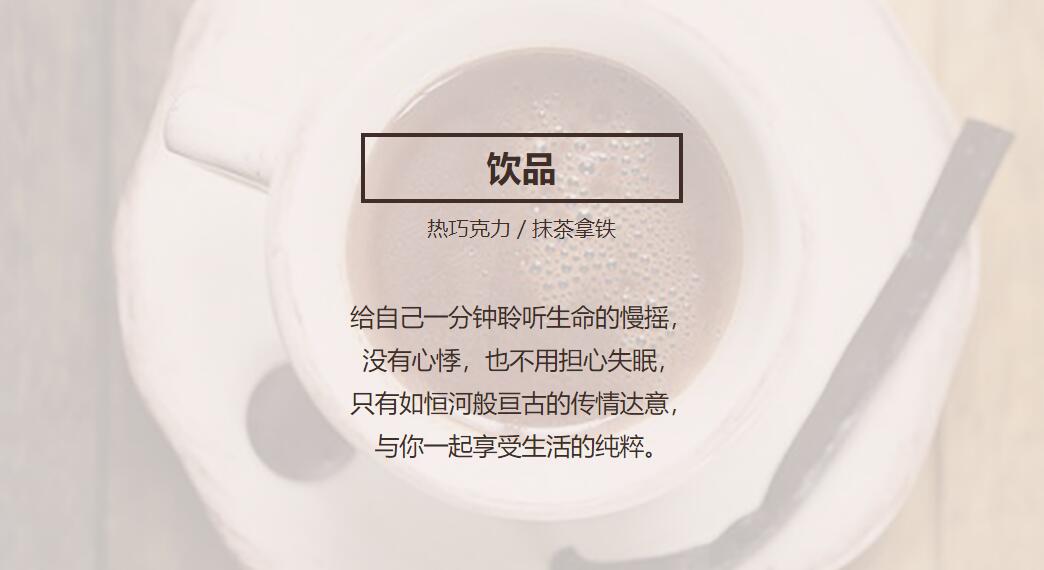 饮品
热巧克力 / 抹茶拿铁
给自己一分钟聆听生命的慢摇，
没有心悸，也不用担心失眠，
只有如恒河般亘古的传情达意，
与你一起享受生活的纯粹。